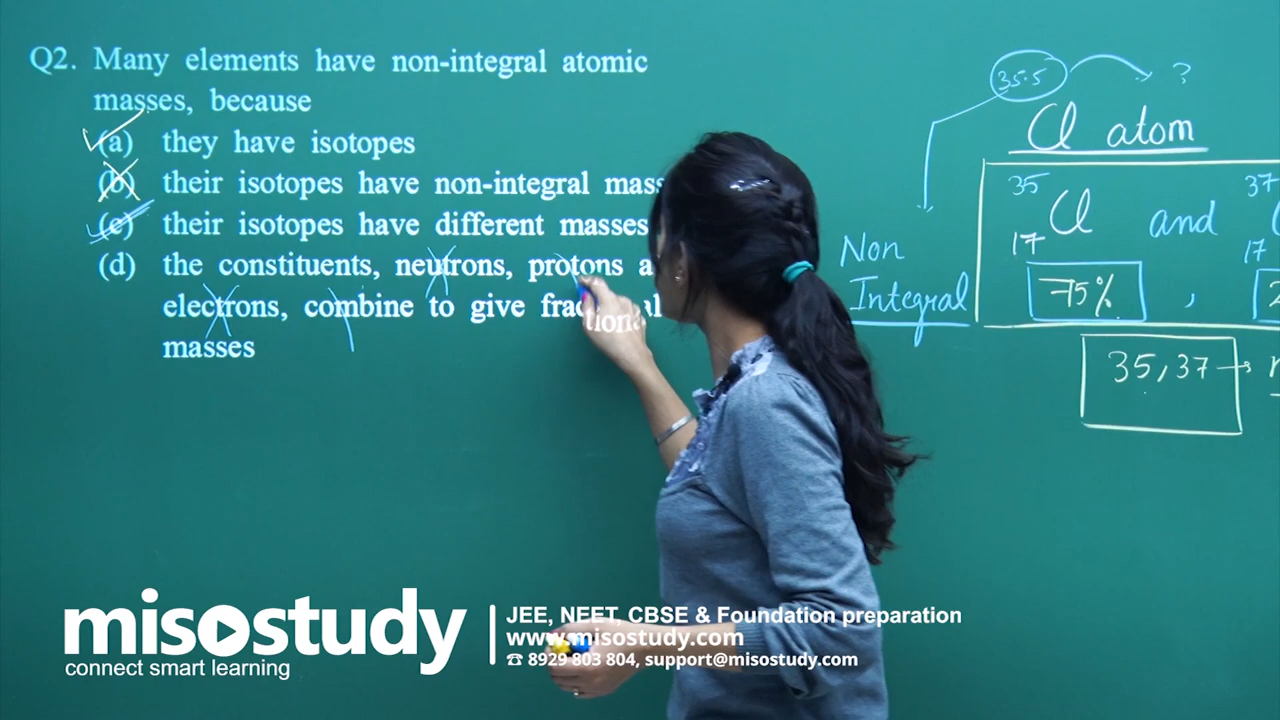 Q2. Many elements have non-integral atomic
masses, because
(a) they have isotopes
(b) their isotopes have non-integral mass
(c) their isotopes have different masses
(d) the constituents, neutrons, protons a
electrons, combine to give fractional
masses
35.5 ?
Cl atom
35 Cl 17 and 37 17
75% ,
Non
Integral
35, 37 →
misostudy
connect smart learning
JEE, NEET, CBSE & Foundation preparation
www.misostudy.com
☎ 8929 803 804, support@misostudy.com